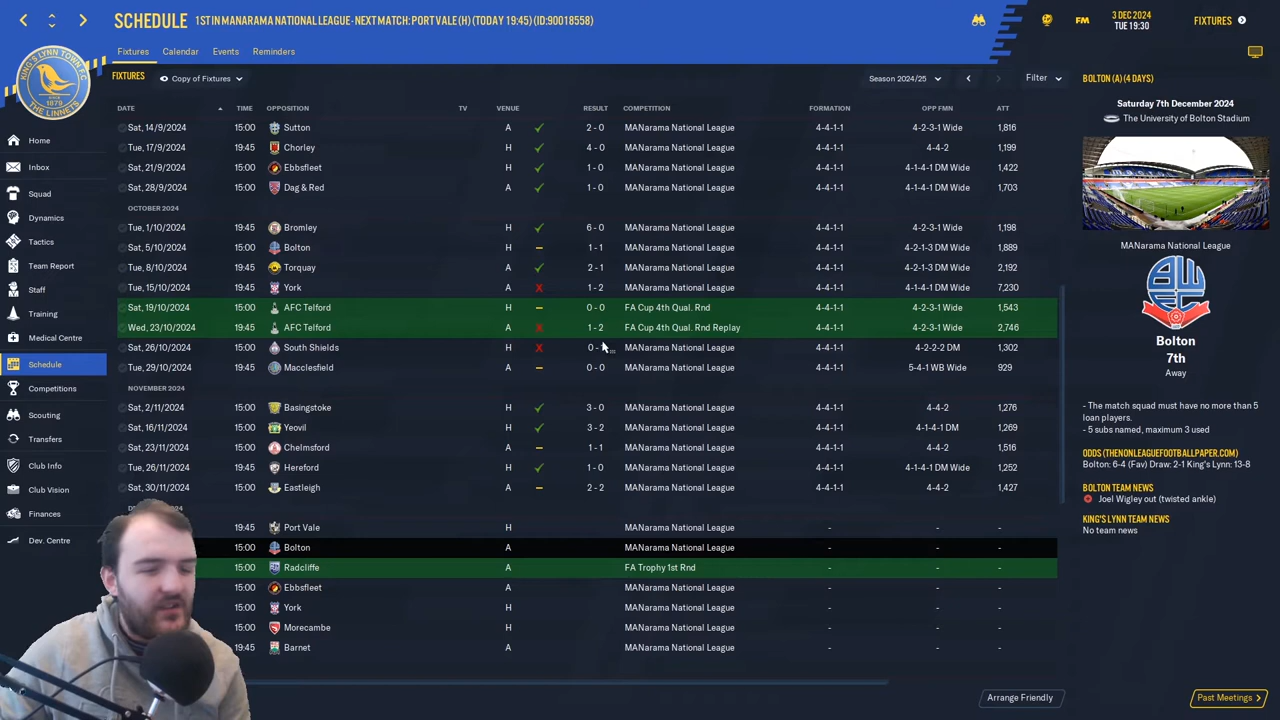 SCHEDULE 1ST IN MANARAMA NATIONAL LEAGUE - NEXT MATCH: PORT VALE (H) (TODAY 19:45) (ID:90018558)
FM 3 DEC 2024 FIXTURES
TUE 19:30
Fixtures Calendar Events Reminders
KING'S LYNN TOWN F.C
1879
THE LINNETS
FIXTURES Copy of Fixtures Season 2024/25 Filter
DATE TIME OPPOSITION TV VENUE RESULT COMPETITION FORMATION OPP FMN ATT
Sat, 14/9/2024 15:00 Sutton A 2 - 0 MANarama National League 4-4-1-1 4-2-3-1 Wide 1,816
Tue, 17/9/2024 19:45 Chorley H 4 - 0 MANarama National League 4-4-1-1 4-4-2 1,199
Sat, 21/9/2024 15:00 Ebbsfleet H 1 - 0 MANarama National League 4-4-1-1 4-1-4-1 DM Wide 1,422
Sat, 28/9/2024 15:00 Dag & Red A 1 - 0 MANarama National League 4-4-1-1 4-1-4-1 DM Wide 1,703
OCTOBER 2024
Tue, 1/10/2024 19:45 Bromley H 6 - 0 MANarama National League 4-4-1-1 4-1-4-1 DM Wide 1,198
Sat, 5/10/2024 15:00 Bolton H 1 - 1 MANarama National League 4-4-1-1 4-2-1-3 DM Wide 1,889
Tue, 8/10/2024 19:45 Torquay A 2 - 1 MANarama National League 4-4-1-1 4-2-1-3 DM Wide 2,192
Tue, 15/10/2024 19:45 York A 1 - 2 MANarama National League 4-4-1-1 4-1-4-1 DM Wide 7,230
Sat, 19/10/2024 15:00 AFC Telford H 0 - 0 FA Cup 4th Qual. Rnd 4-4-1-1 4-2-3-1 Wide 1,543
Wed, 23/10/2024 19:45 AFC Telford A 1 - 2 FA Cup 4th Qual. Rnd Replay 4-4-1-1 4-2-3-1 Wide 2,746
Sat, 26/10/2024 15:00 South Shields H 0 - MANarama National League 4-4-1-1 4-2-2-2 DM 1,302
Tue, 29/10/2024 19:45 Macclesfield A 0 - 0 MANarama National League 4-4-1-1 5-4-1 WB Wide 929
NOVEMBER 2024
Sat, 2/11/2024 15:00 Basingstoke H 3 - 0 MANarama National League 4-4-1-1 4-4-2 1,276
Sat, 16/11/2024 15:00 Yeovil H 3 - 2 MANarama National League 4-4-1-1 4-1-4-1 DM 1,269
Sat, 23/11/2024 15:00 Chelmsford A 1 - 1 MANarama National League 4-4-1-1 4-4-2 1,516
Tue, 26/11/2024 19:45 Hereford H 1 - 0 MANarama National League 4-4-1-1 4-1-4-1 DM Wide 1,252
Sat, 30/11/2024 15:00 Eastleigh A 2 - 2 MANarama National League 4-4-1-1 4-4-2 1,427
19:45 Port Vale H MANarama National League - - -
15:00 Bolton A MANarama National League - - -
15:00 Radcliffe A FA Trophy 1st Rnd - - -
15:00 Ebbsfleet A MANarama National League - - -
15:00 York H MANarama National League - - -
15:00 Morecambe H MANarama National League - - -
19:45 Barnet A MANarama National League - - -
Arrange Friendly
Home
Inbox
Squad
Dynamics
Tactics
Team Report
Staff
Training
Medical Centre
Schedule
Competitions
Scouting
Transfers
Club Info
Club Vision
Finances
Dev. Centre
BOLTON (A) (4 DAYS)
Saturday 7th December 2024
The University of Bolton Stadium
MANarama National League
Bolton
7th
Away
- The match squad must have no more than 5
loan players.
- 5 subs named, maximum 3 used
ODDS (THENONLEAGUEFOOTBALLPAPER.COM)
Bolton: 6-4 (Fav) Draw: 2-1 King's Lynn: 13-8
BOLTON TEAM NEWS
Joel Wigley out (twisted ankle)
KING'S LYNN TEAM NEWS
No team news
Past Meetings